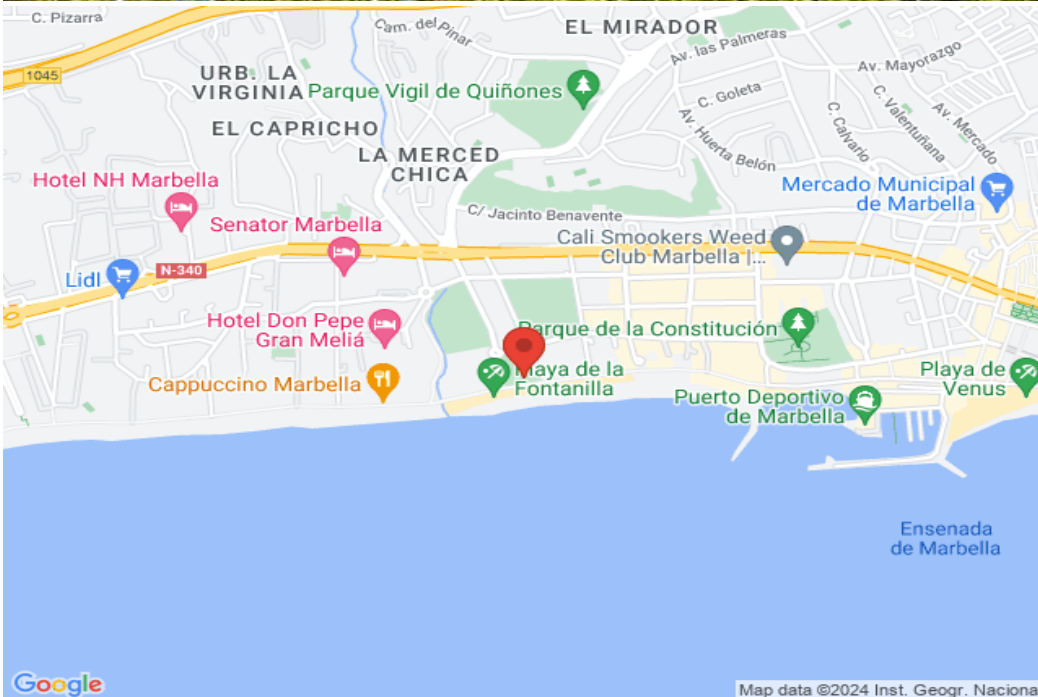 C. Pizarra
Cam. del Pinar
EL MIRADOR
Av. las Palmeras
Av. Mayorazgo
1045
URB. LA
VIRGINIA
Parque Vigil de Quiñones
C. Goleta
C. Valentuñana
Av. Mercado
C. Calvario
Av. Huerta Belón
EL CAPRICHO
LA MERCED
CHICA
Hotel NH Marbella
Mercado Municipal
de Marbella
C/ Jacinto Benavente
Senator Marbella
Cali Smookers Weed
Club Marbella |...
N-340
Lidl
Hotel Don Pepe
Gran Meliá
Parque de la Constitución
Playa de la
Fontanilla
Cappuccino Marbella
Playa de
Venus
Puerto Deportivo
de Marbella
Ensenada
de Marbella
Google
Map data ©2024 Inst. Geogr. Naciona